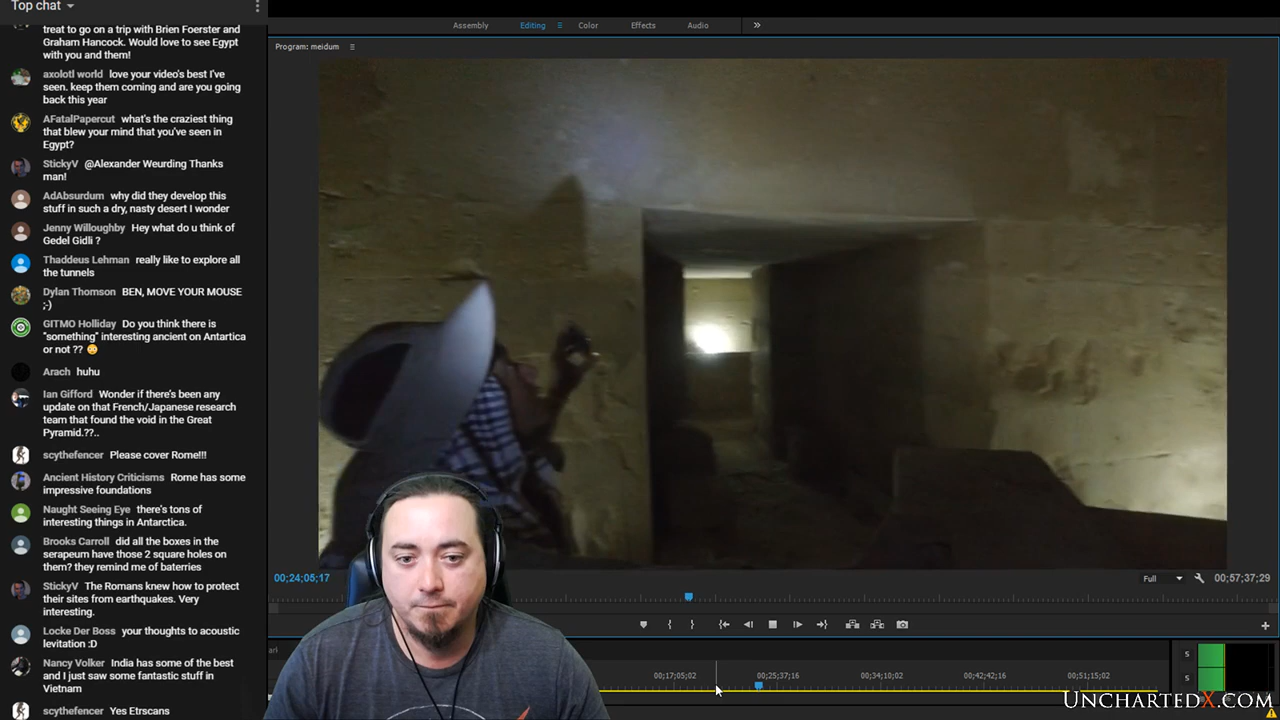 Top chat
treat to go on a trip with Brien Foerster and
Graham Hancock. Would love to see Egypt
with you and them!
axolotl world love your video's best I've
seen. keep them coming and are you going
back this year
AFatalPapercut what's the craziest thing
that blew your mind that you've seen in
Egypt?
StickyV @Alexander Weurding Thanks
man!
AdAbsurdum why did they develop this
stuff in such a dry, nasty desert I wonder
Jenny Willoughby Hey what do u think of
Gedel Gidli ?
Thaddeus Lehman really like to explore all
the tunnels
Dylan Thomson BEN, MOVE YOUR MOUSE
;-)
GITMO Holliday Do you think there is
"something" interesting ancient on Antartica
or not ?? 😳
Arach huhu
Ian Gifford Wonder if there's been any
update on that French/Japanese research
team that found the void in the Great
Pyramid.??..
scythefencer Please cover Rome!!!
Ancient History Criticisms Rome has some
impressive foundations
Naught Seeing Eye there's tons of
interesting things in Antarctica.
Brooks Carroll did all the boxes in the
serapeum have those 2 square holes on
them? they remind me of baterries
StickyV The Romans knew how to protect
their sites from earthquakes. Very
interesting.
Locke Der Boss your thoughts to acoustic
levitation :D
Nancy Volker India has some of the best
and I just saw some fantastic stuff in
Vietnam
scythefencer Yes Etrscans
Assembly Editing Color Effects Audio
Program: meidum
00;24;05;17 Full 00;57;37;29
00;17;05;02 00;25;37;16 00;34;10;02 00;42;42;16 00;51;15;02
S
S
UNCHARTEDX.COM